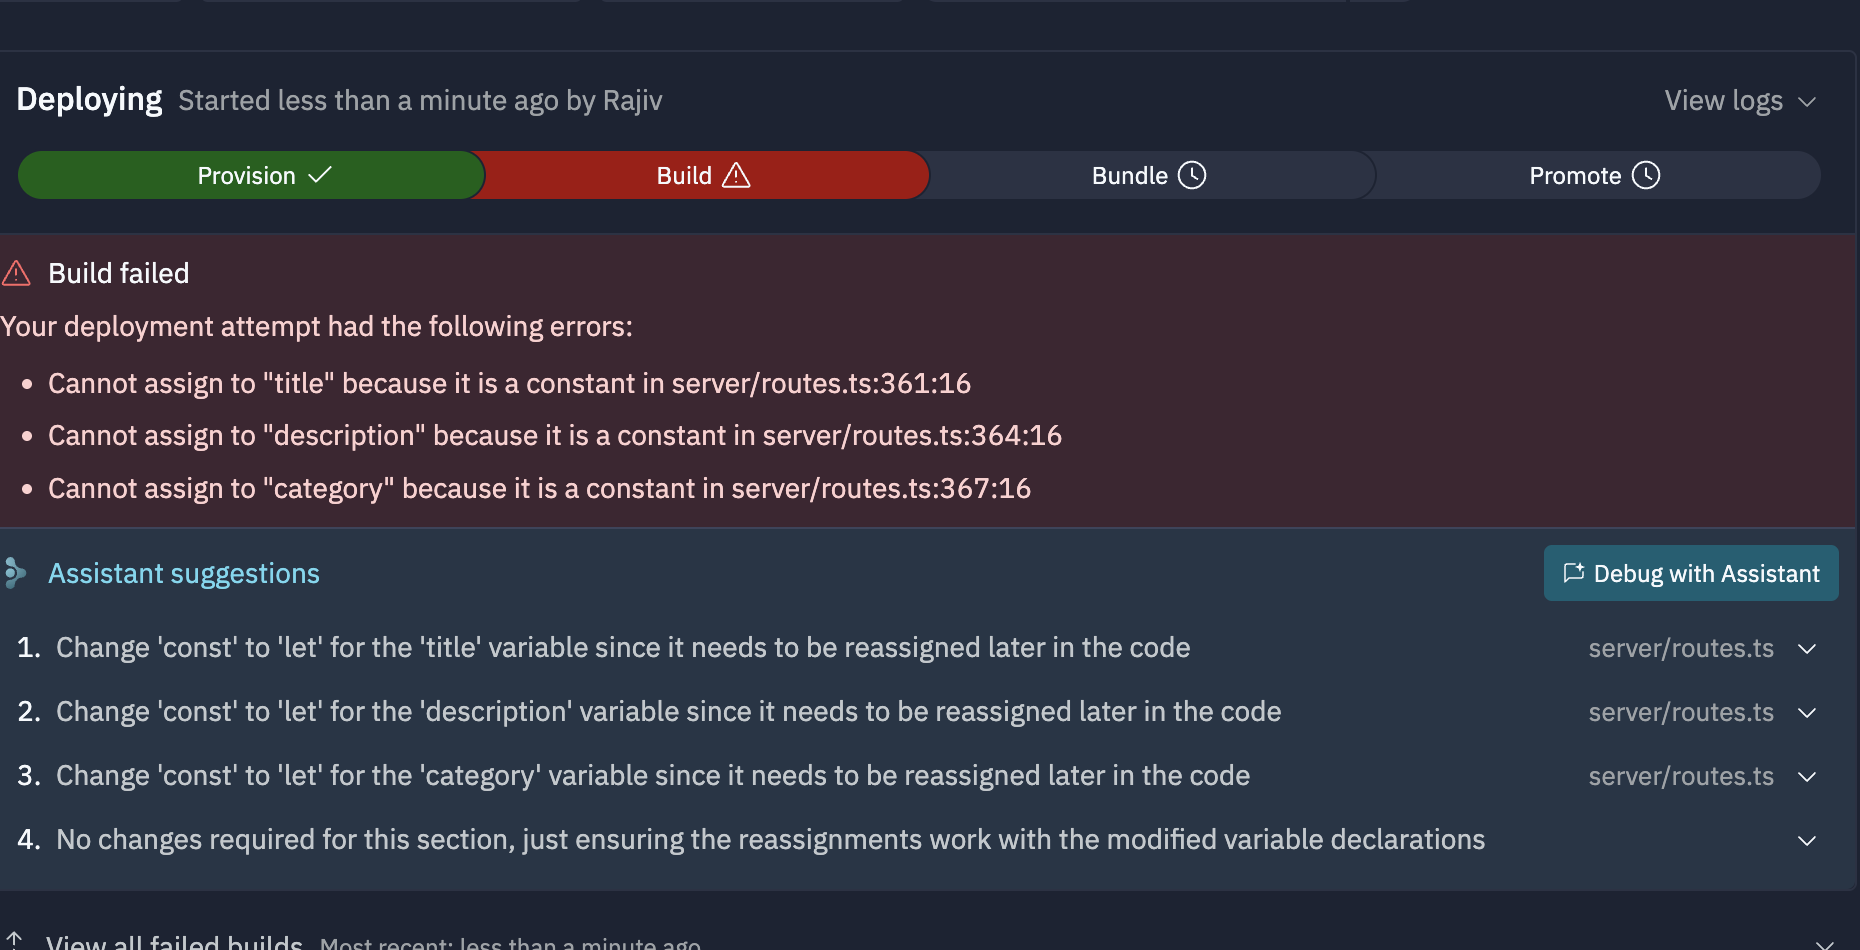 Deploying Started less than a minute ago by Rajiv View logs
Provision Build Bundle Promote
Build failed
Your deployment attempt had the following errors:
• Cannot assign to "title" because it is a constant in server/routes.ts:361:16
• Cannot assign to "description" because it is a constant in server/routes.ts:364:16
• Cannot assign to "category" because it is a constant in server/routes.ts:367:16
Assistant suggestions Debug with Assistant
1. Change 'const' to 'let' for the 'title' variable since it needs to be reassigned later in the code server/routes.ts
2. Change 'const' to 'let' for the 'description' variable since it needs to be reassigned later in the code server/routes.ts
3. Change 'const' to 'let' for the 'category' variable since it needs to be reassigned later in the code server/routes.ts
4. No changes required for this section, just ensuring the reassignments work with the modified variable declarations
View all failed builds Most recent: less than a minute ago